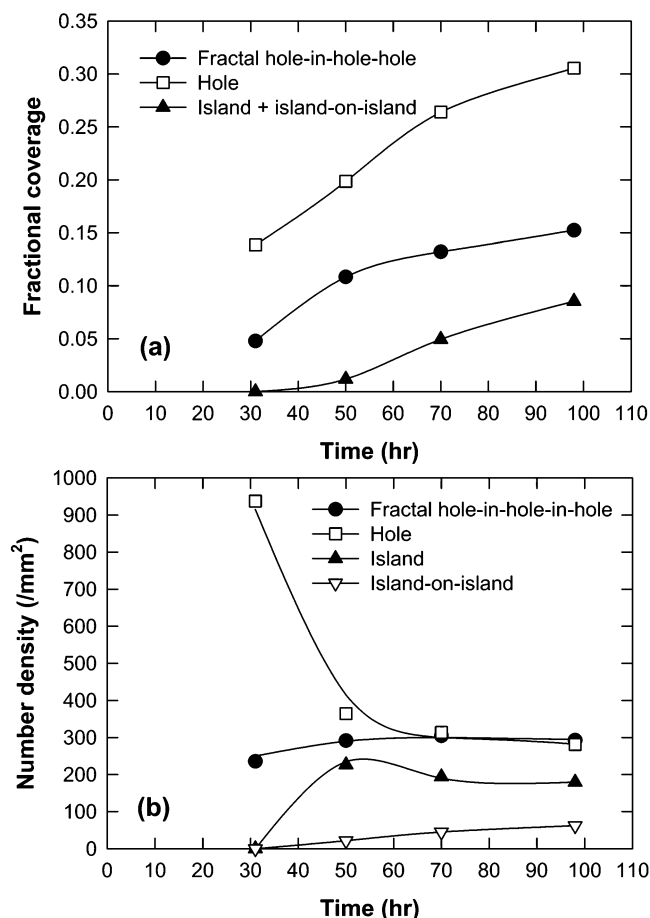 Fractal hole-in-hole-hole
Hole
Island + island-on-island
0.35
0.30
0.25
0.20
0.15
0.10
0.05
0.00
Fractional coverage
(a)
0 10 20 30 40 50 60 70 80 90 100 110
Time (hr)
1000
900
800
700
600
500
400
300
200
100
0
Number density (/mm²)
Fractal hole-in-hole-in-hole
Hole
Island
Island-on-island
(b)
0 10 20 30 40 50 60 70 80 90 100 110
Time (hr)